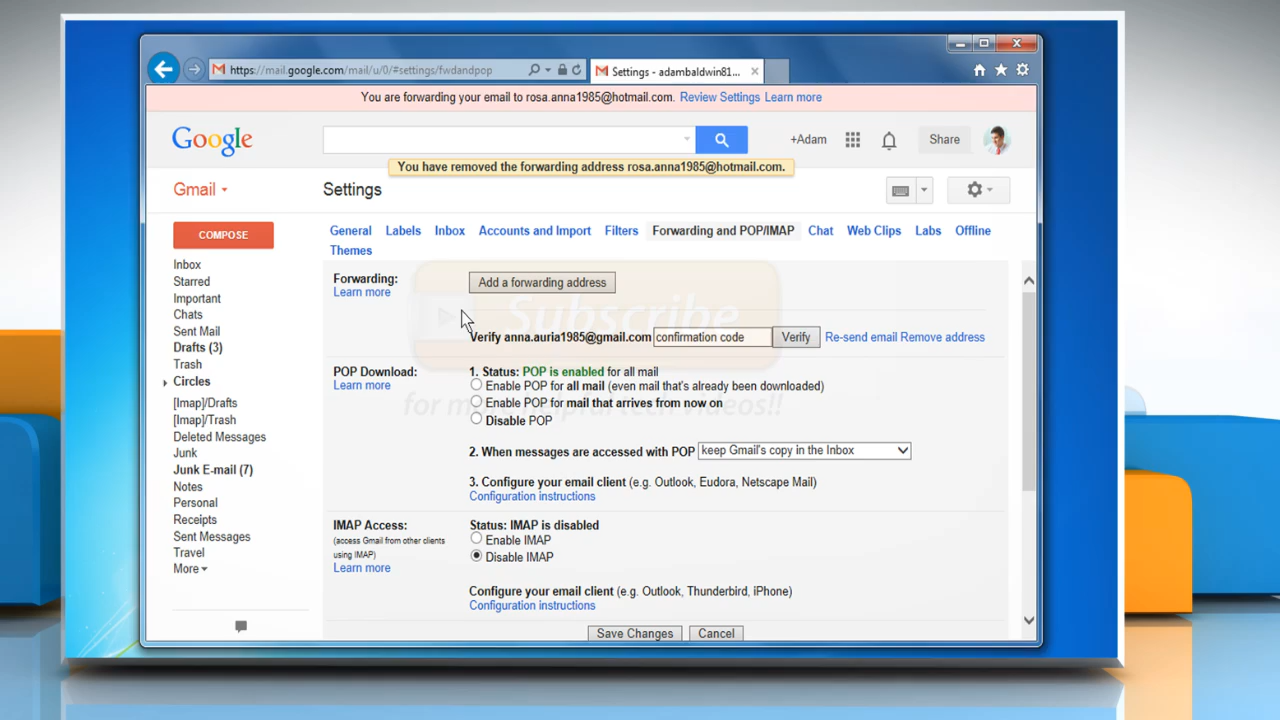 https://mail.google.com/mail/u/0/#settings/fwdandpop
Settings - adambaldwin81...
You are forwarding your email to rosa.anna1985@hotmail.com. Review Settings Learn more
Google
+Adam
Share
You have removed the forwarding address rosa.anna1985@hotmail.com.
Gmail
Settings
COMPOSE
Inbox
Starred
Important
Chats
Sent Mail
Drafts (3)
Trash
Circles
[Imap]/Drafts
[Imap]/Trash
Deleted Messages
Junk
Junk E-mail (7)
Notes
Personal
Receipts
Sent Messages
Travel
More
General Labels Inbox Accounts and Import Filters Forwarding and POP/IMAP Chat Web Clips Labs Offline
Themes
Forwarding:
Learn more
Add a forwarding address
Subscribe
Verify anna.auria1985@gmail.com confirmation code Verify Re-send email Remove address
POP Download:
Learn more
1. Status: POP is enabled for all mail
Enable POP for all mail (even mail that's already been downloaded)
Enable POP for mail that arrives from now on
for more helpful tech videos!!
Disable POP
2. When messages are accessed with POP keep Gmail's copy in the Inbox
3. Configure your email client (e.g. Outlook, Eudora, Netscape Mail)
Configuration instructions
IMAP Access:
(access Gmail from other clients
using IMAP)
Learn more
Status: IMAP is disabled
Enable IMAP
Disable IMAP
Configure your email client (e.g. Outlook, Thunderbird, iPhone)
Configuration instructions
Save Changes Cancel